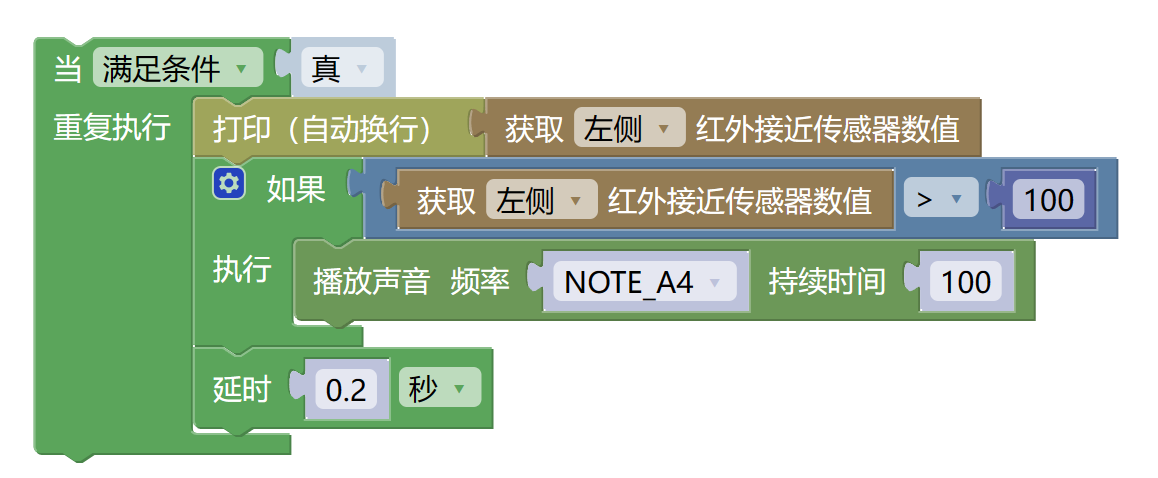 当 满足条件 真
重复执行 打印（自动换行） 获取 左侧 红外接近传感器数值
如果 获取 左侧 红外接近传感器数值 > 100
执行 播放声音 频率 NOTE_A4 持续时间 100
延时 0.2 秒